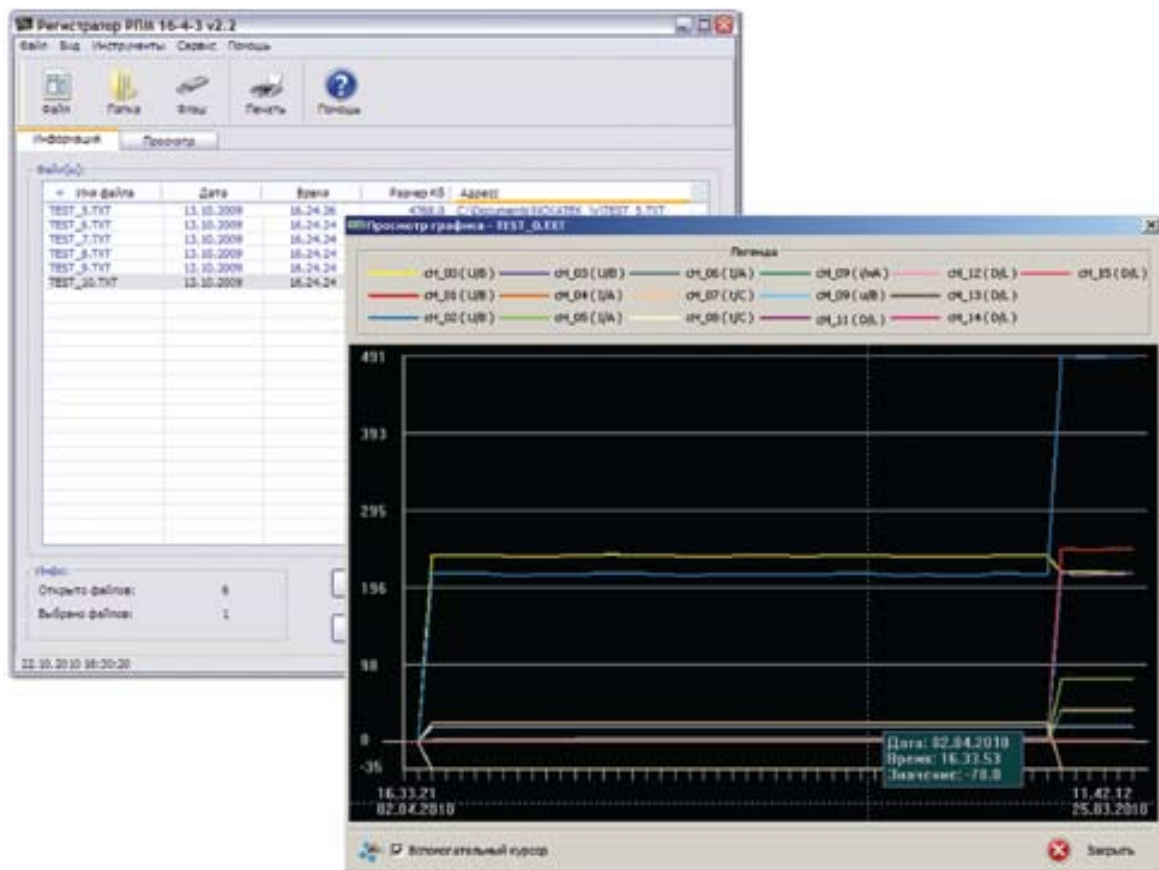 Регистратор РПМ 16-4-3 v2.2
Файл Вид Инструменты Сервис Помощь
Файл Папка Флэш Печать Помощь
Информация Просмотр
Файл(ы):
Имя файла Дата Время Размер КБ Адрес
TEST_5.TXT 13.10.2009 16.24.26 4768.0
TEST_6.TXT 13.10.2009 16.24.24
TEST_7.TXT 13.10.2009 16.24.24
TEST_8.TXT 13.10.2009 16.24.24
TEST_9.TXT 13.10.2009 16.24.24
TEST_10.TXT 13.10.2009 16.24.24
Инфо:
Открыто файлов: 6
Выбрано файлов: 1
22.10.2010 16:30:20
Просмотр графика - TEST_0.TXT
Легенда
cH_00 (U/B) cH_03 (U/B) cH_06 (I/A) cH_09 (I/mA) cH_12 (D/L) cH_15 (D/L)
cH_01 (U/B) cH_04 (I/A) cH_07 (t/C) cH_09 (u/B) cH_13 (D/L)
cH_02 (U/B) cH_05 (I/A) cH_08 (t/C) cH_11 (D/L) cH_14 (D/L)
491
393
295
196
98
0
-35
Дата: 02.04.2010
Время: 16.33.53
Значение: -70.0
16.33.21 11.42.12
02.04.2010 25.03.2010
Вспомогательный курсор Закрыть